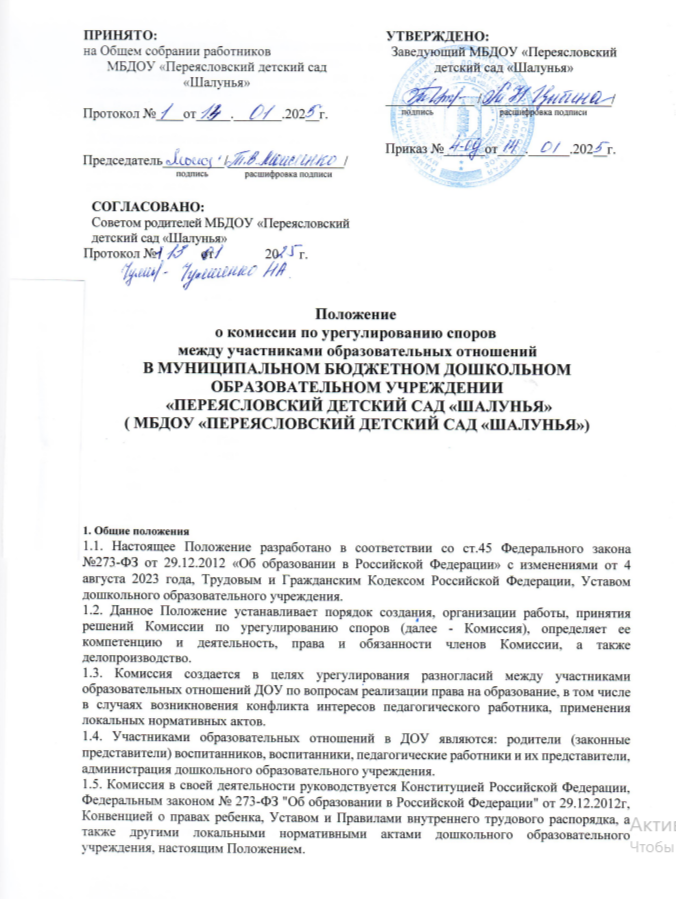 ПРИНЯТО:
на Общем собрании работников
МБДОУ «Переясловский детский сад
«Шалунья»
Протокол № 1 от 13 . 01 .2025 г.
Председатель
подпись расшифровка подписи
УТВЕРЖДЕНО:
Заведующий МБДОУ «Переясловский
детский сад «Шалунья»
подпись расшифровка подписи
Приказ № 4-од от 14 . 01 .2025 г.
СОГЛАСОВАНО:
Советом родителей МБДОУ «Переясловский
детский сад «Шалунья»
Протокол № 13 01 2025 г.
НА
Положение
о комиссии по урегулированию споров
между участниками образовательных отношений
В МУНИЦИПАЛЬНОМ БЮДЖЕТНОМ ДОШКОЛЬНОМ
ОБРАЗОВАТЕЛЬНОМ УЧРЕЖДЕНИИ
«ПЕРЕЯСЛОВСКИЙ ДЕТСКИЙ САД «ШАЛУНЬЯ»
( МБДОУ «ПЕРЕЯСЛОВСКИЙ ДЕТСКИЙ САД «ШАЛУНЬЯ»)
1. Общие положения
1.1. Настоящее Положение разработано в соответствии со ст.45 Федерального закона
№273-ФЗ от 29.12.2012 «Об образовании в Российской Федерации» с изменениями от 4
августа 2023 года, Трудовым и Гражданским Кодексом Российской Федерации, Уставом
дошкольного образовательного учреждения.
1.2. Данное Положение устанавливает порядок создания, организации работы, принятия
решений Комиссии по урегулированию споров (далее - Комиссия), определяет ее
компетенцию и деятельность, права и обязанности членов Комиссии, а также
делопроизводство.
1.3. Комиссия создается в целях урегулирования разногласий между участниками
образовательных отношений ДОУ по вопросам реализации права на образование, в том числе
в случаях возникновения конфликта интересов педагогического работника, применения
локальных нормативных актов.
1.4. Участниками образовательных отношений в ДОУ являются: родители (законные
представители) воспитанников, воспитанники, педагогические работники и их представители,
администрация дошкольного образовательного учреждения.
1.5. Комиссия в своей деятельности руководствуется Конституцией Российской Федерации,
Федеральным законом № 273-ФЗ "Об образовании в Российской Федерации" от 29.12.2012г,
Конвенцией о правах ребенка, Уставом и Правилами внутреннего трудового распорядка, а
также другими локальными нормативными актами дошкольного образовательного
учреждения, настоящим Положением.
Акти
Чтобы